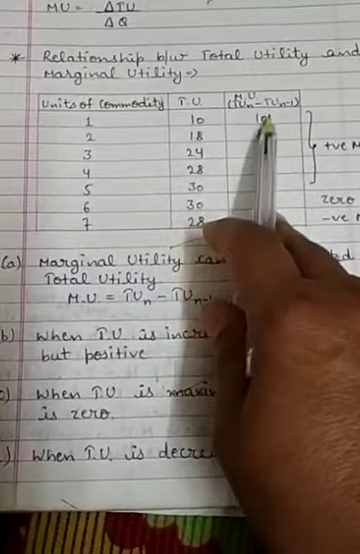 MU = ΔTU
ΔQ
* Relationship b/w Total Utility and
Marginal Utility ⇒
Units of Commodity T.U. M.U (TUn-TUn-1)
1 10 10
2 18
3 24 +ve M
4 28
5 30
6 30 zero
7 28 -ve
(a) Marginal Utility can
Total Utility
M.U. = TUn - TUn-1
b) When T.U is incre
but positive
c) When T.U is maxi
is zero.
.) When T.U. is decre